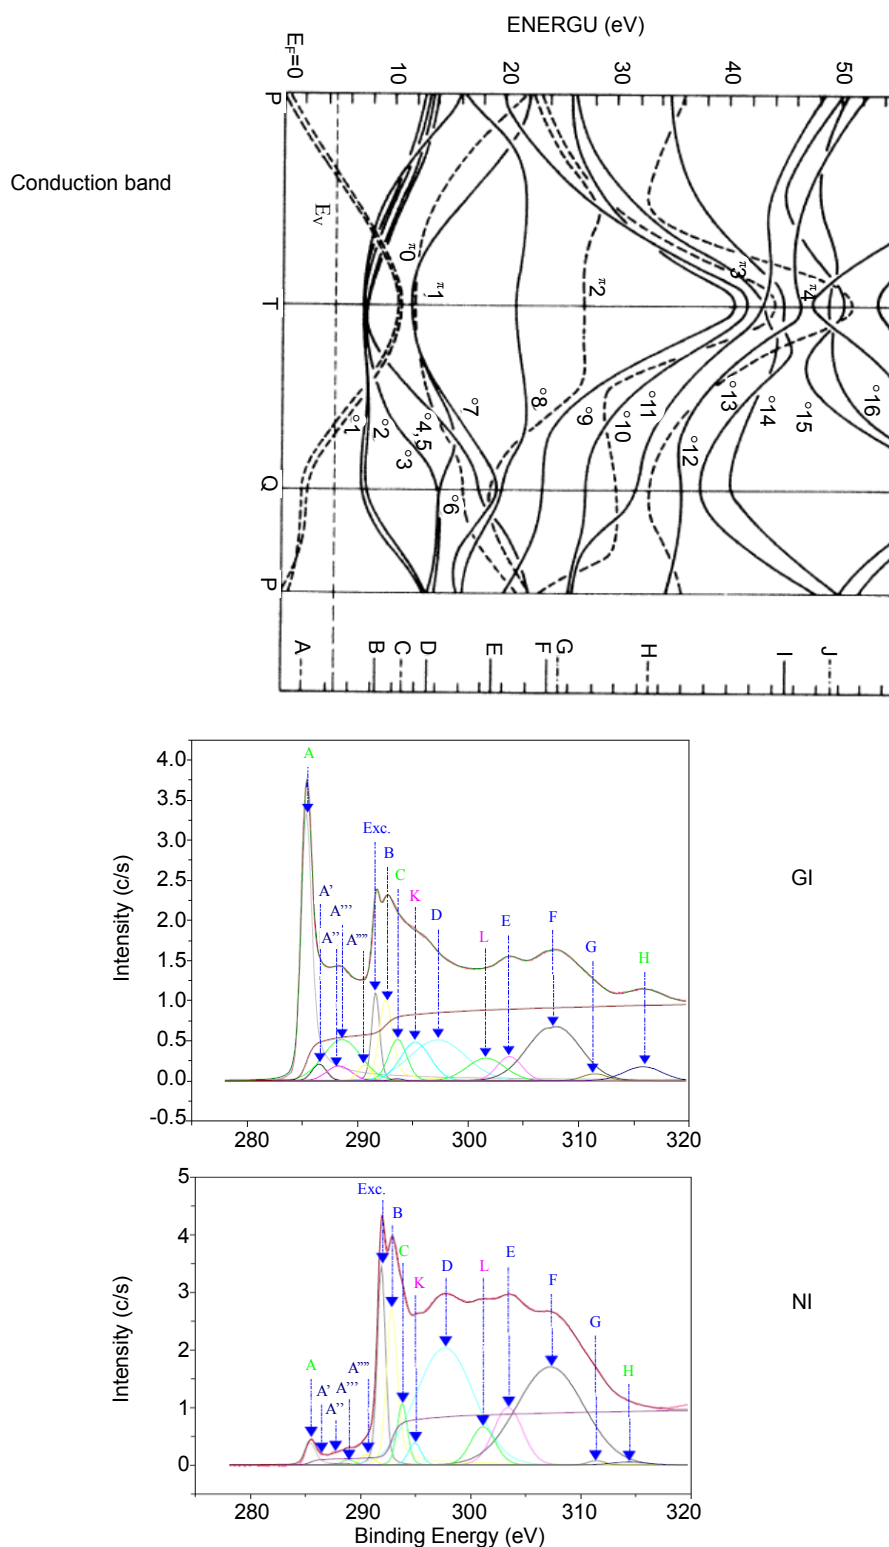 ENERGU (eV)
E_F=0 10 20 30 40 50
P
Conduction band
E_V
π0
π1
π2
π3
π4
T
°1
°2
°3
°4,5
°6
°7
°8
°9
°10
°11
°12
°13
°14
°15
°16
Q
P
A B C D E F G H I J
GI
Intensity (c/s)
4.0
3.5
3.0
2.5
2.0
1.5
1.0
0.5
0.0
-0.5
A
Exc.
B
C
A'
K
A'''
D
A''
A''''
L
E
F
G
H
280 290 300 310 320
NI
Intensity (c/s)
5
4
3
2
1
0
Exc.
B
C
K
D
L
E
F
G
H
A
A'
A''
A'''
A''''
280 290 300 310 320
Binding Energy (eV)